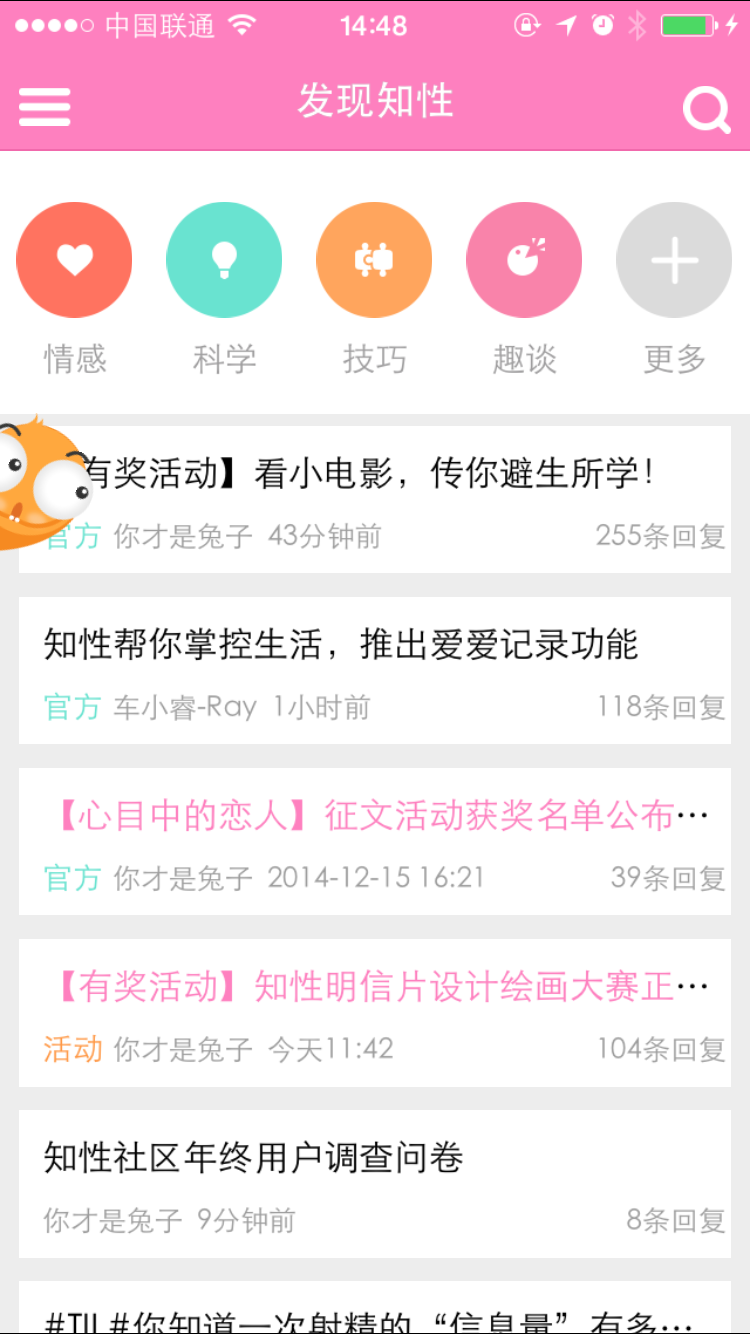 中国联通 14:48
发现知性
情感 科学 技巧 趣谈 更多
有奖活动】看小电影，传你避生所学！
官方 你才是兔子 43分钟前 255条回复
知性帮你掌控生活，推出爱爱记录功能
官方 车小睿-Ray 1小时前 118条回复
【心目中的恋人】征文活动获奖名单公布…
官方 你才是兔子 2014-12-15 16:21 39条回复
【有奖活动】知性明信片设计绘画大赛正…
活动 你才是兔子 今天11:42 104条回复
知性社区年终用户调查问卷
你才是兔子 9分钟前 8条回复
#TIL#你知道一次射精的“信息量”有多…